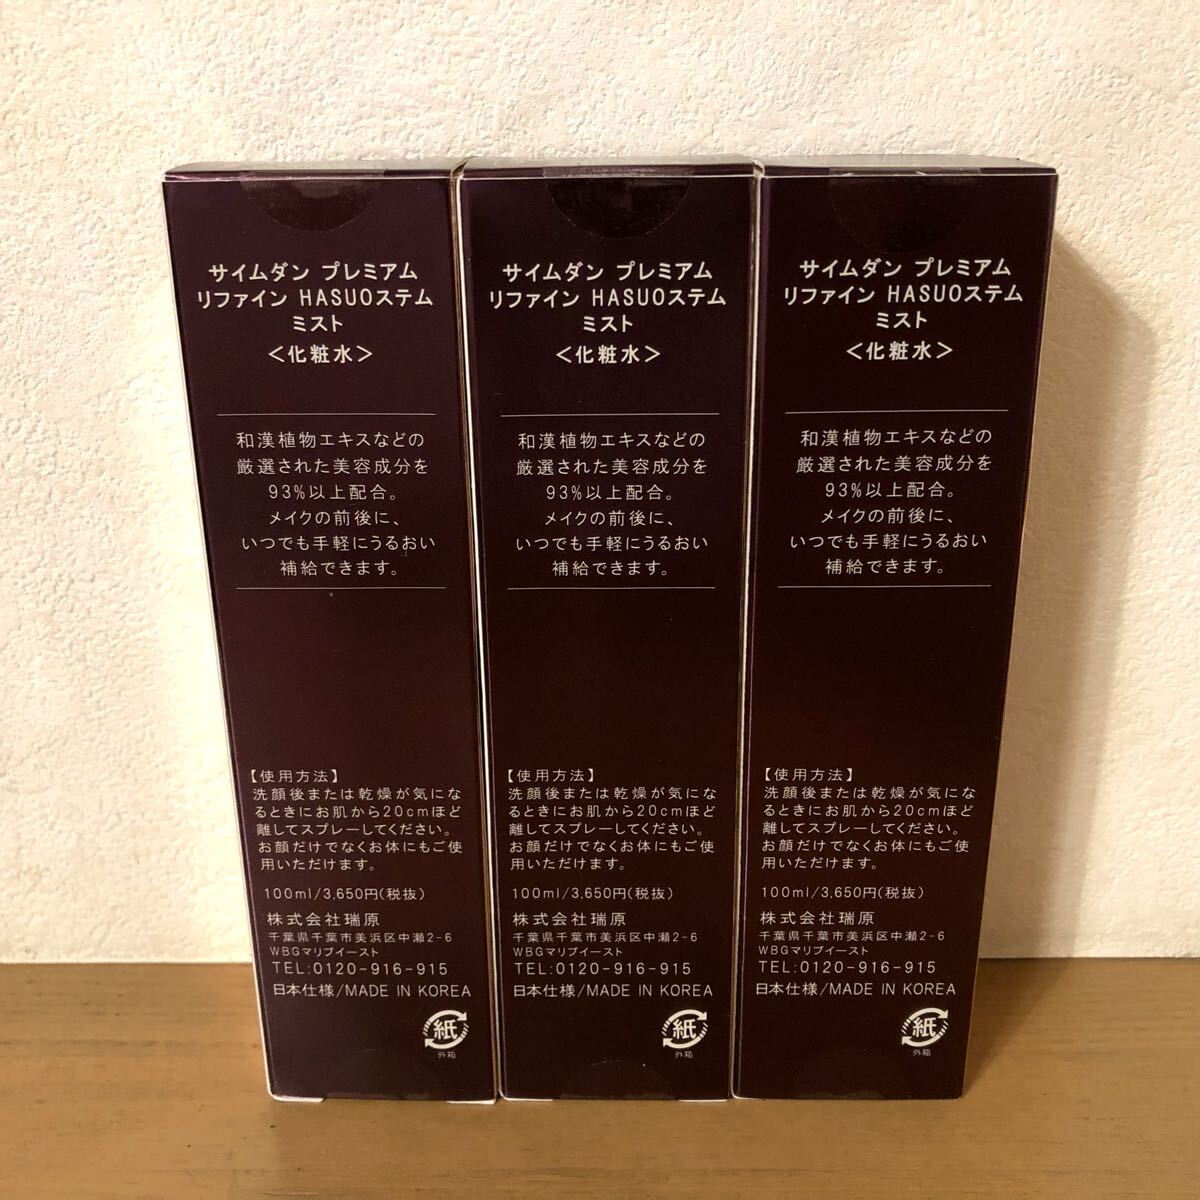 サイムダン プレミアム
リファイン HASUOステム
ミスト
＜化粧水＞
和漢植物エキスなどの
厳選された美容成分を
93%以上配合。
メイクの前後に、
いつでも手軽にうるおい
補給できます。
【使用方法】
洗顔後または乾燥が気にな
るときにお肌から20cmほど
離してスプレーしてください。
お顔だけでなくお体にもご使
用いただけます。
100ml/3,650円(税抜)
株式会社瑞原
千葉県千葉市美浜区中瀬2-6
WBGマリブイースト
TEL:0120-916-915
日本仕様/MADE IN KOREA
紙
外箱
サイムダン プレミアム
リファイン HASUOステム
ミスト
＜化粧水＞
和漢植物エキスなどの
厳選された美容成分を
93%以上配合。
メイクの前後に、
いつでも手軽にうるおい
補給できます。
【使用方法】
洗顔後または乾燥が気にな
るときにお肌から20cmほど
離してスプレーしてください。
お顔だけでなくお体にもご使
用いただけます。
100ml/3,650円(税抜)
株式会社瑞原
千葉県千葉市美浜区中瀬2-6
WBGマリブイースト
TEL:0120-916-915
日本仕様/MADE IN KOREA
紙
外箱
サイムダン プレミアム
リファイン HASUOステム
ミスト
＜化粧水＞
和漢植物エキスなどの
厳選された美容成分を
93%以上配合。
メイクの前後に、
いつでも手軽にうるおい
補給できます。
【使用方法】
洗顔後または乾燥が気にな
るときにお肌から20cmほど
離してスプレーしてください。
お顔だけでなくお体にもご使
用いただけます。
100ml/3,650円(税抜)
株式会社瑞原
千葉県千葉市美浜区中瀬2-6
WBGマリブイースト
TEL:0120-916-915
日本仕様/MADE IN KOREA
紙
外箱